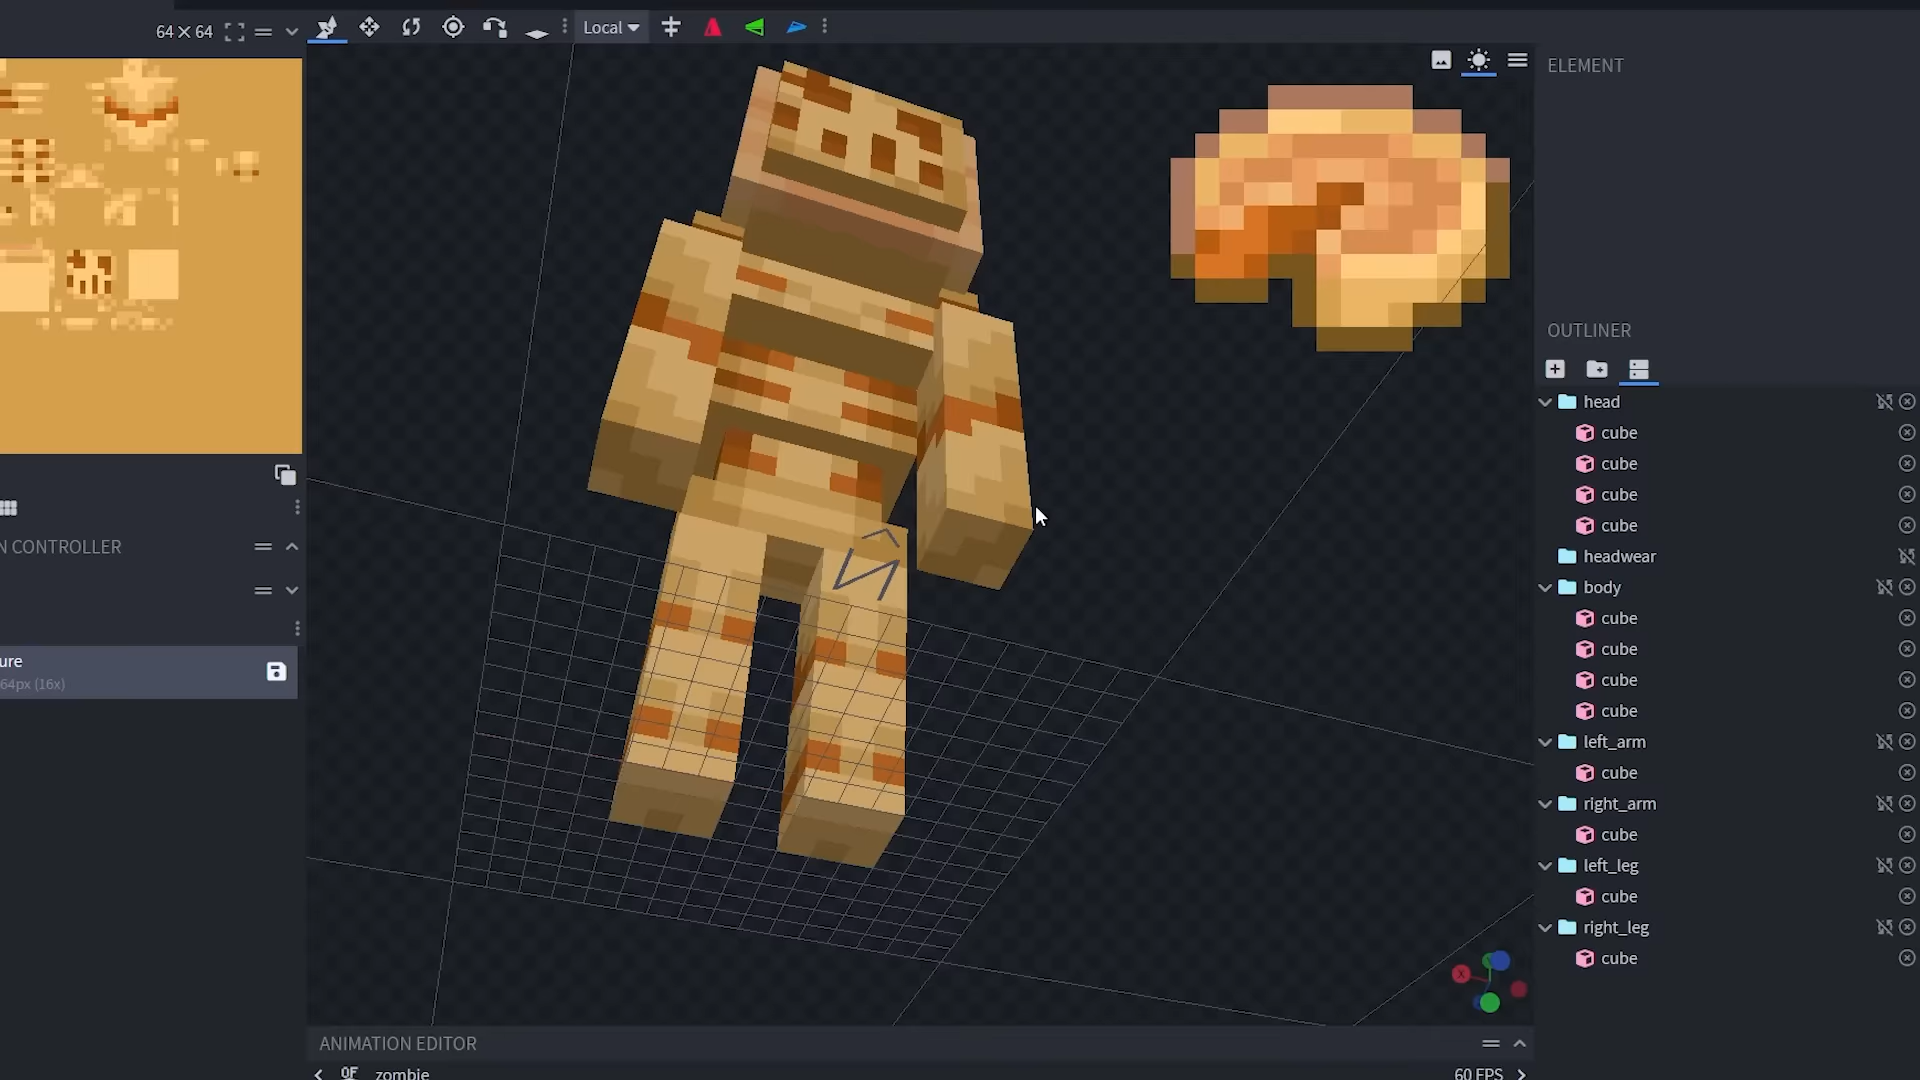 64 × 64
Local
ELEMENT
OUTLINER
head
cube
cube
cube
cube
headwear
body
cube
cube
cube
cube
left_arm
cube
right_arm
cube
left_leg
cube
right_leg
cube
N CONTROLLER
ure
64px (16x)
X
ANIMATION EDITOR
zombie
60 FPS